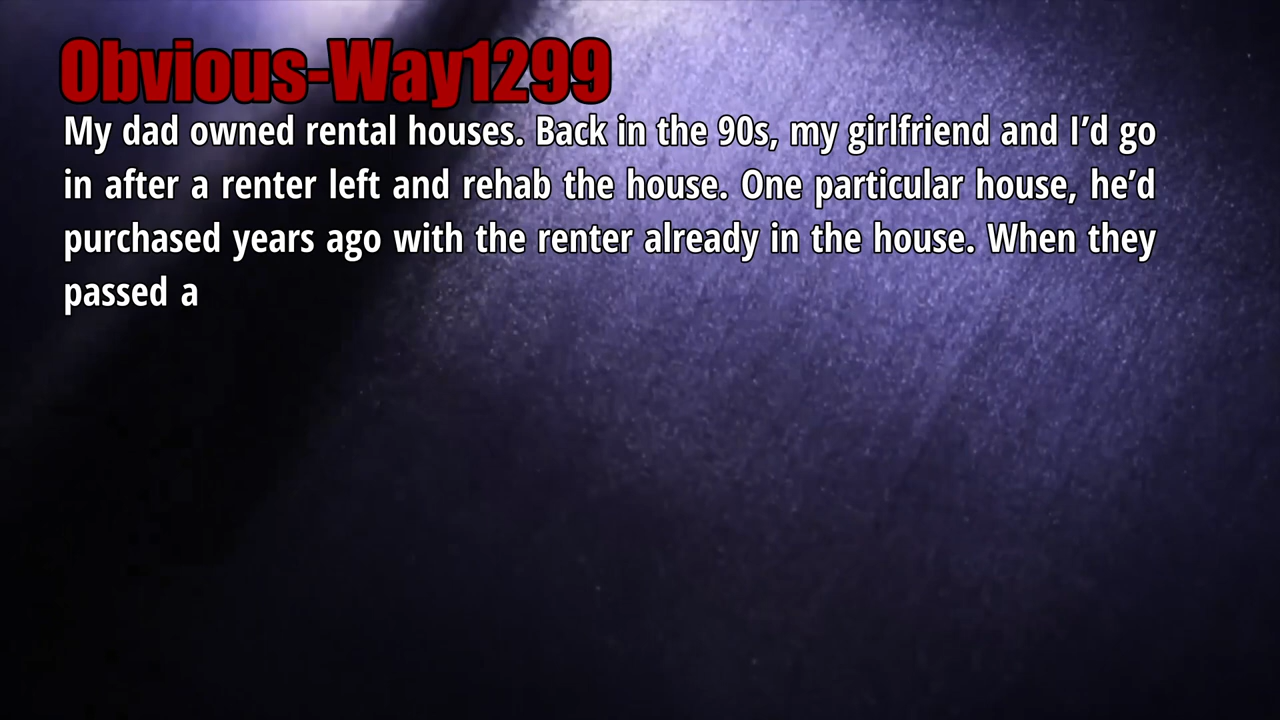 Obvious-Way1299
My dad owned rental houses. Back in the 90s, my girlfriend and I’d go
in after a renter left and rehab the house. One particular house, he’d
purchased years ago with the renter already in the house. When they
passed a